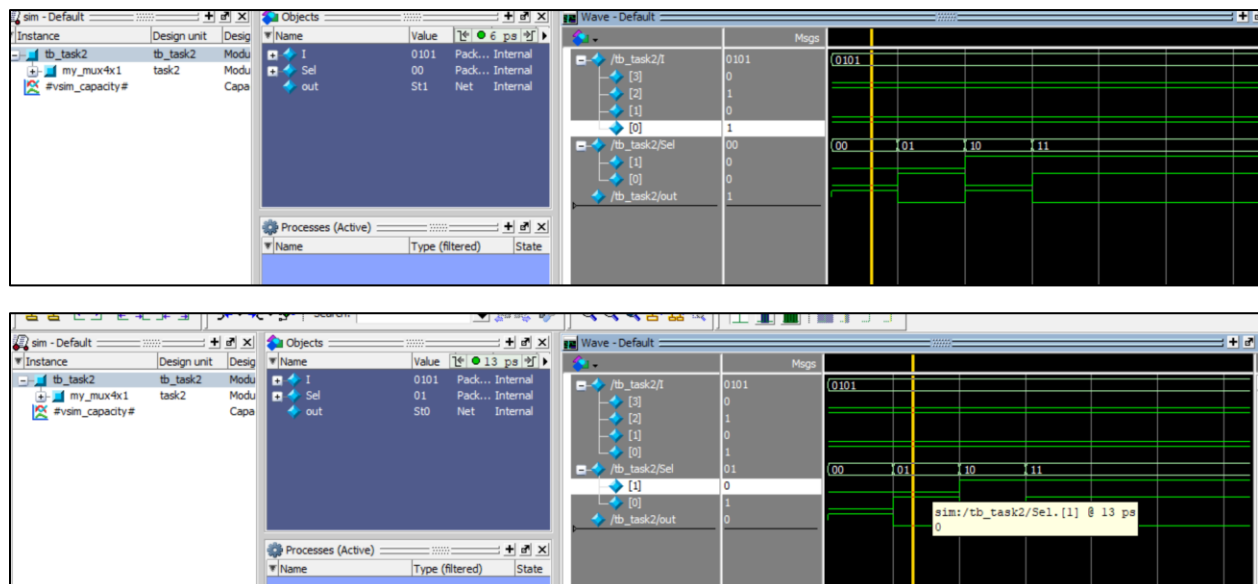 sim - Default
Instance Design unit Desig
tb_task2 tb_task2 Modu
my_mux4x1 task2 Modu
#vsim_capacity# Capa
Objects
Name Value 6 ps
I 0101 Pack... Internal
Sel 00 Pack... Internal
out St1 Net Internal
Processes (Active)
Name Type (filtered) State
Wave - Default
Msgs
/tb_task2/I 0101 0101
[3] 0
[2] 1
[1] 0
[0] 1
/tb_task2/Sel 00 00 01 10 11
[1] 0
[0] 0
/tb_task2/out 1
sim - Default
Instance Design unit Desig
tb_task2 tb_task2 Modu
my_mux4x1 task2 Modu
#vsim_capacity# Capa
Objects
Name Value 13 ps
I 0101 Pack... Internal
Sel 01 Pack... Internal
out St0 Net Internal
Processes (Active)
Name Type (filtered) State
Wave - Default
Msgs
/tb_task2/I 0101 0101
[3] 0
[2] 1
[1] 0
[0] 1
/tb_task2/Sel 01 00 01 10 11
[1] 0
[0] 1
/tb_task2/out 0
sim:/tb_task2/Sel.[1] @ 13 ps
0